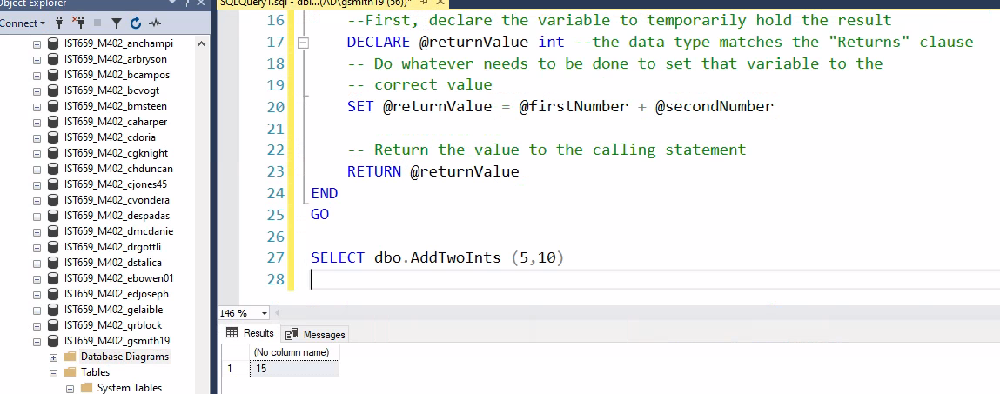 Object Explorer
SQLQuery1.sql - dbi...(AD\gsmith19 (56))*
Connect
IST659_M402_anchampi
IST659_M402_arbryson
IST659_M402_bcampos
IST659_M402_bcvogt
IST659_M402_bmsteen
IST659_M402_caharper
IST659_M402_cdoria
IST659_M402_cgknight
IST659_M402_chduncan
IST659_M402_cjones45
IST659_M402_cvondera
IST659_M402_despadas
IST659_M402_dmcdanie
IST659_M402_drgottli
IST659_M402_dstalica
IST659_M402_ebowen01
IST659_M402_edjoseph
IST659_M402_gelaible
IST659_M402_grblock
IST659_M402_gsmith19
Database Diagrams
Tables
System Tables
16 --First, declare the variable to temporarily hold the result
17 DECLARE @returnValue int --the data type matches the "Returns" clause
18 -- Do whatever needs to be done to set that variable to the
19 -- correct value
20 SET @returnValue = @firstNumber + @secondNumber
21
22 -- Return the value to the calling statement
23 RETURN @returnValue
24 END
25 GO
26
27 SELECT dbo.AddTwoInts (5,10)
28
146 %
Results Messages
(No column name)
1 15